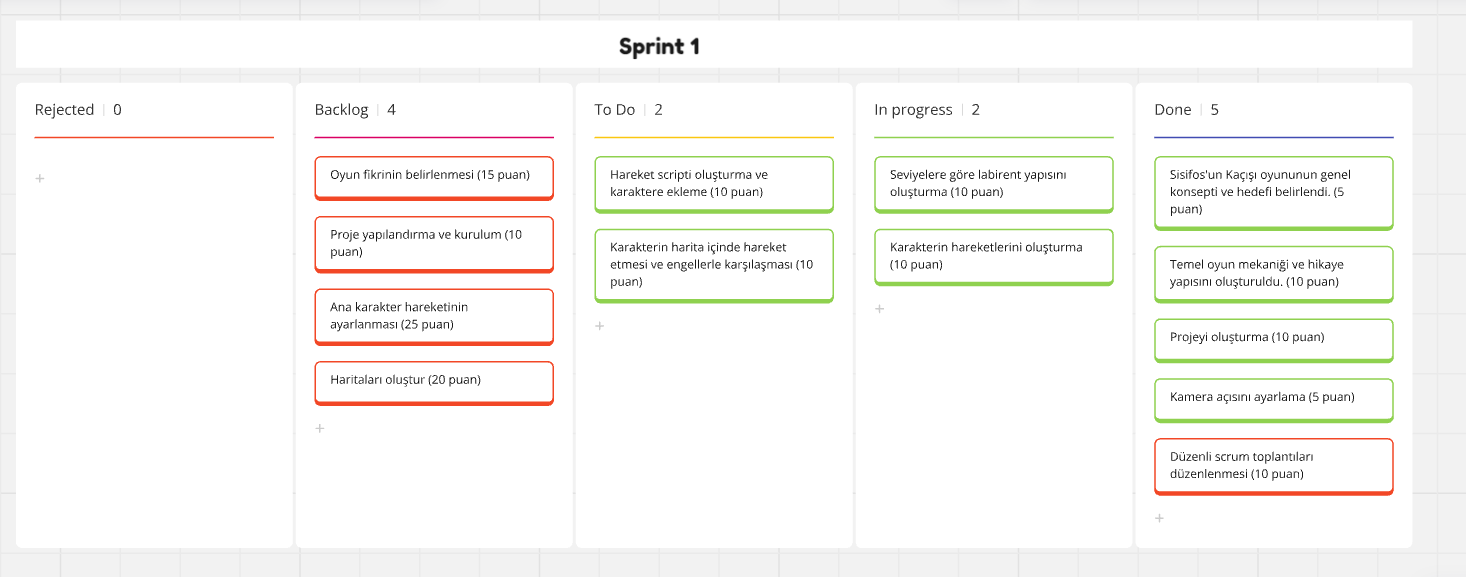 Sprint 1
Rejected | 0
+
Backlog | 4
Oyun fikrinin belirlenmesi (15 puan)
Proje yapılandırma ve kurulum (10
puan)
Ana karakter hareketinin
ayarlanması (25 puan)
Haritaları oluştur (20 puan)
+
To Do | 2
Hareket scripti oluşturma ve
karaktere ekleme (10 puan)
Karakterin harita içinde hareket
etmesi ve engellerle karşılaşması (10
puan)
+
In progress | 2
Seviyelere göre labirent yapısını
oluşturma (10 puan)
Karakterin hareketlerini oluşturma
(10 puan)
+
Done | 5
Sisifos'un Kaçışı oyununun genel
konsepti ve hedefi belirlendi. (5
puan)
Temel oyun mekaniği ve hikaye
yapısını oluşturuldu. (10 puan)
Projeyi oluşturma (10 puan)
Kamera açısını ayarlama (5 puan)
Düzenli scrum toplantıları
düzenlenmesi (10 puan)
+